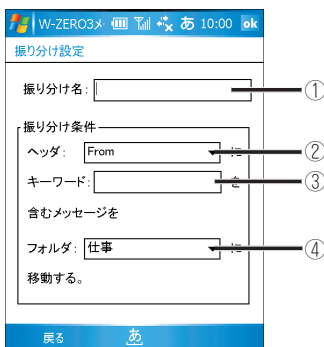 W-ZERO3メ あ 10:00 ok
振り分け設定
振り分け名: ①
振り分け条件
ヘッダ: From に ②
キーワード: を ③
含むメッセージを
フォルダ: 仕事 に ④
移動する。
戻る あ